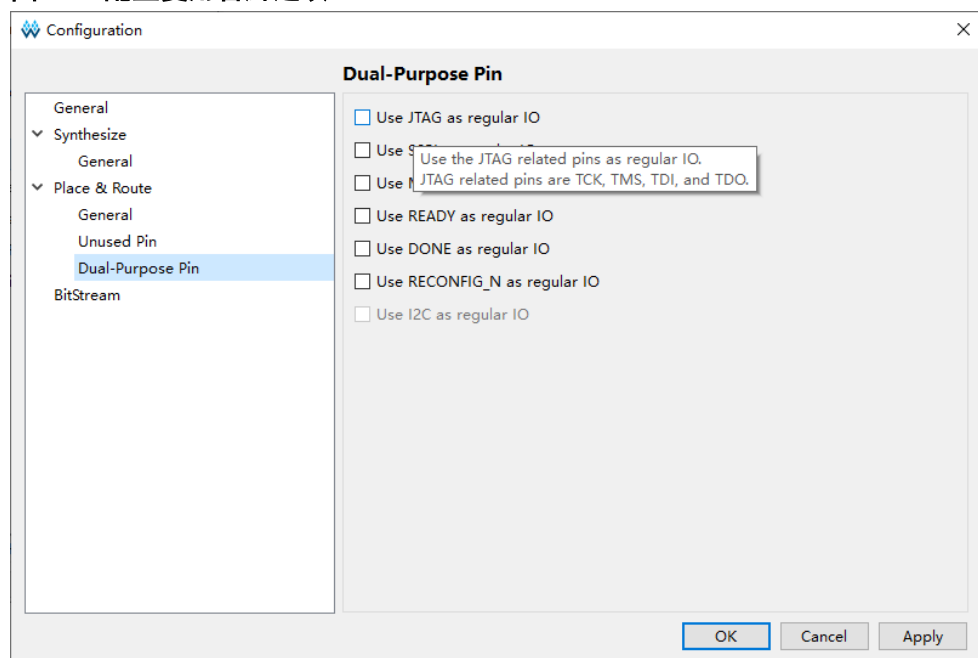 Configuration
Dual-Purpose Pin
General
Synthesize
General
Place & Route
General
Unused Pin
Dual-Purpose Pin
BitStream
Use JTAG as regular IO
Use
Use the JTAG related pins as regular IO.
JTAG related pins are TCK, TMS, TDI, and TDO.
Use
Use READY as regular IO
Use DONE as regular IO
Use RECONFIG_N as regular IO
Use I2C as regular IO
OK Cancel Apply